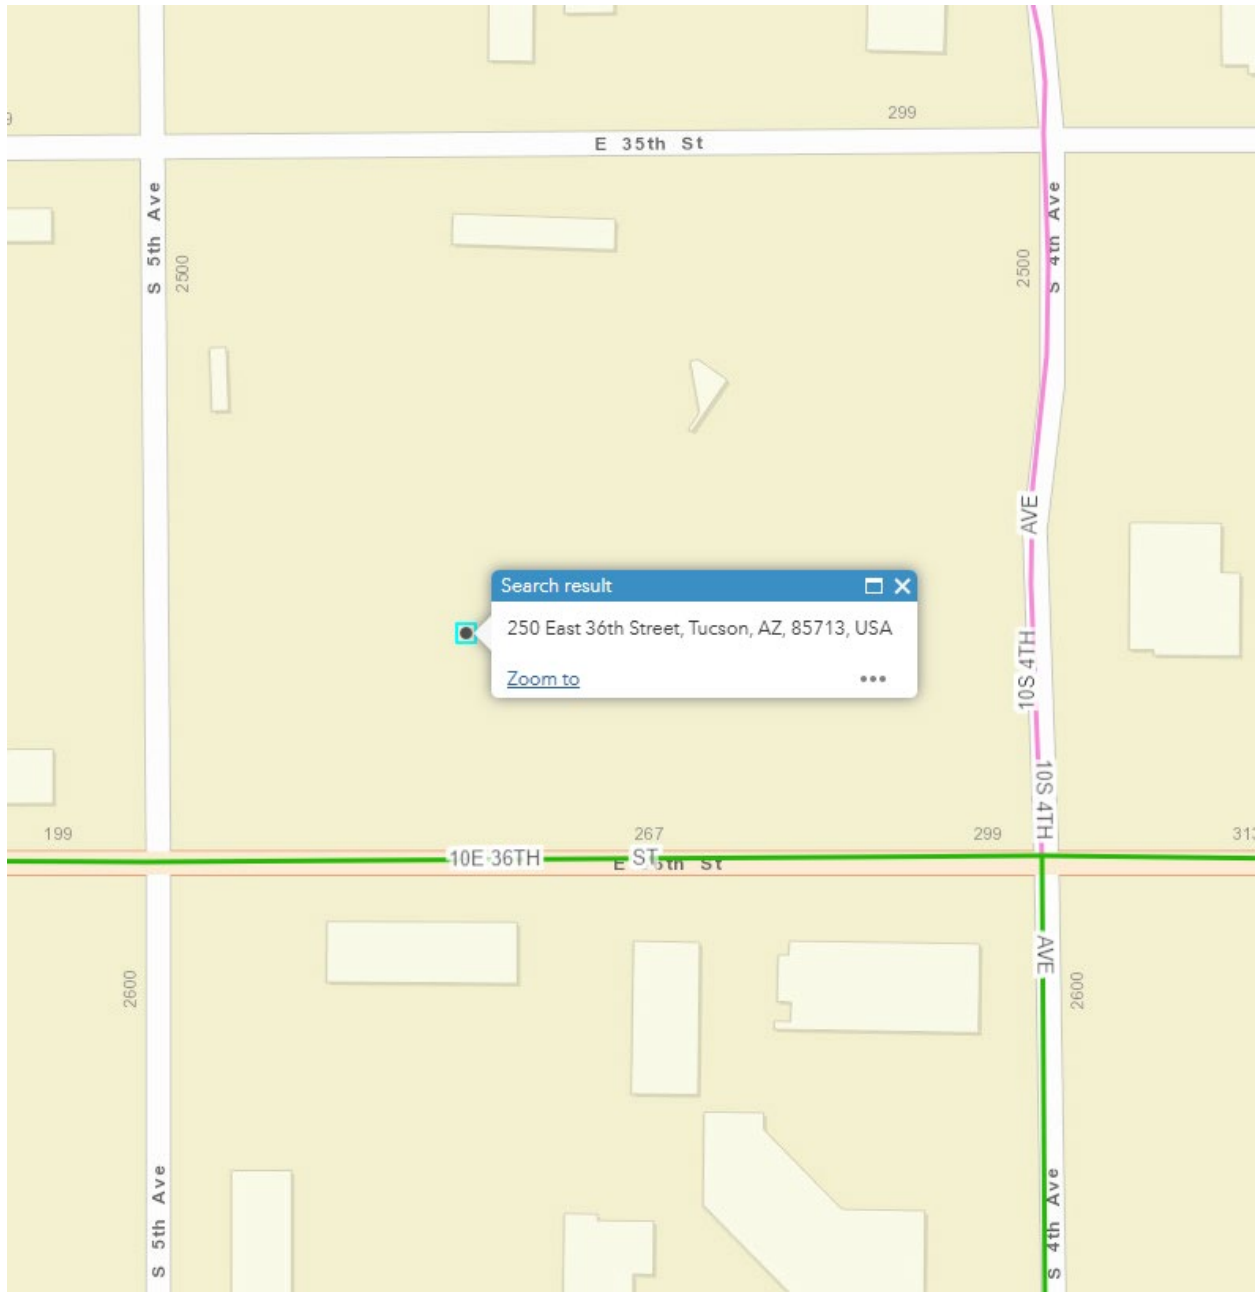 299
E 35th St
S 5th Ave
2500
2500
S 4th Ave
AVE
Search result
250 East 36th Street, Tucson, AZ, 85713, USA
Zoom to
10S 4TH
10S 4TH
199
267
299
10E 36TH
ST
AVE
2600
2600
S 5th Ave
S 4th Ave